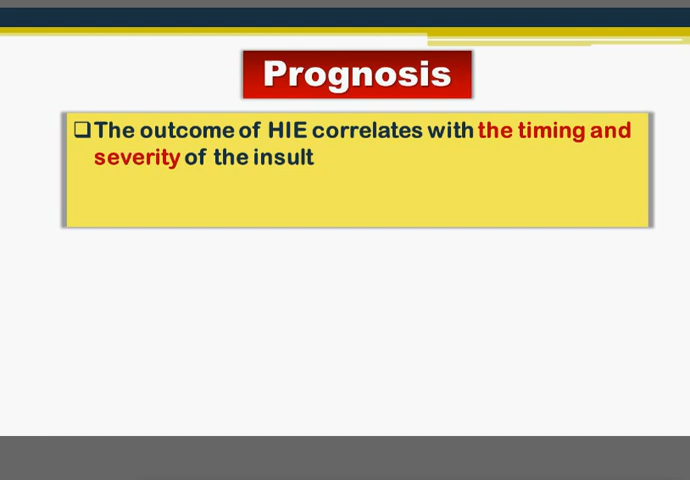 Prognosis
❑The outcome of HIE correlates with the timing and
severity of the insult